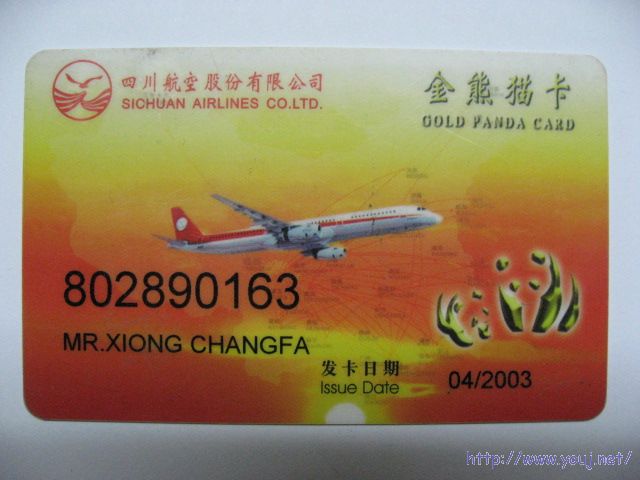 四川航空股份有限公司
SICHUAN AIRLINES CO.LTD.
金熊猫卡
GOLD PANDA CARD
802890163
MR.XIONG CHANGFA
发卡日期
Issue Date
04/2003
http://www.youj.net/